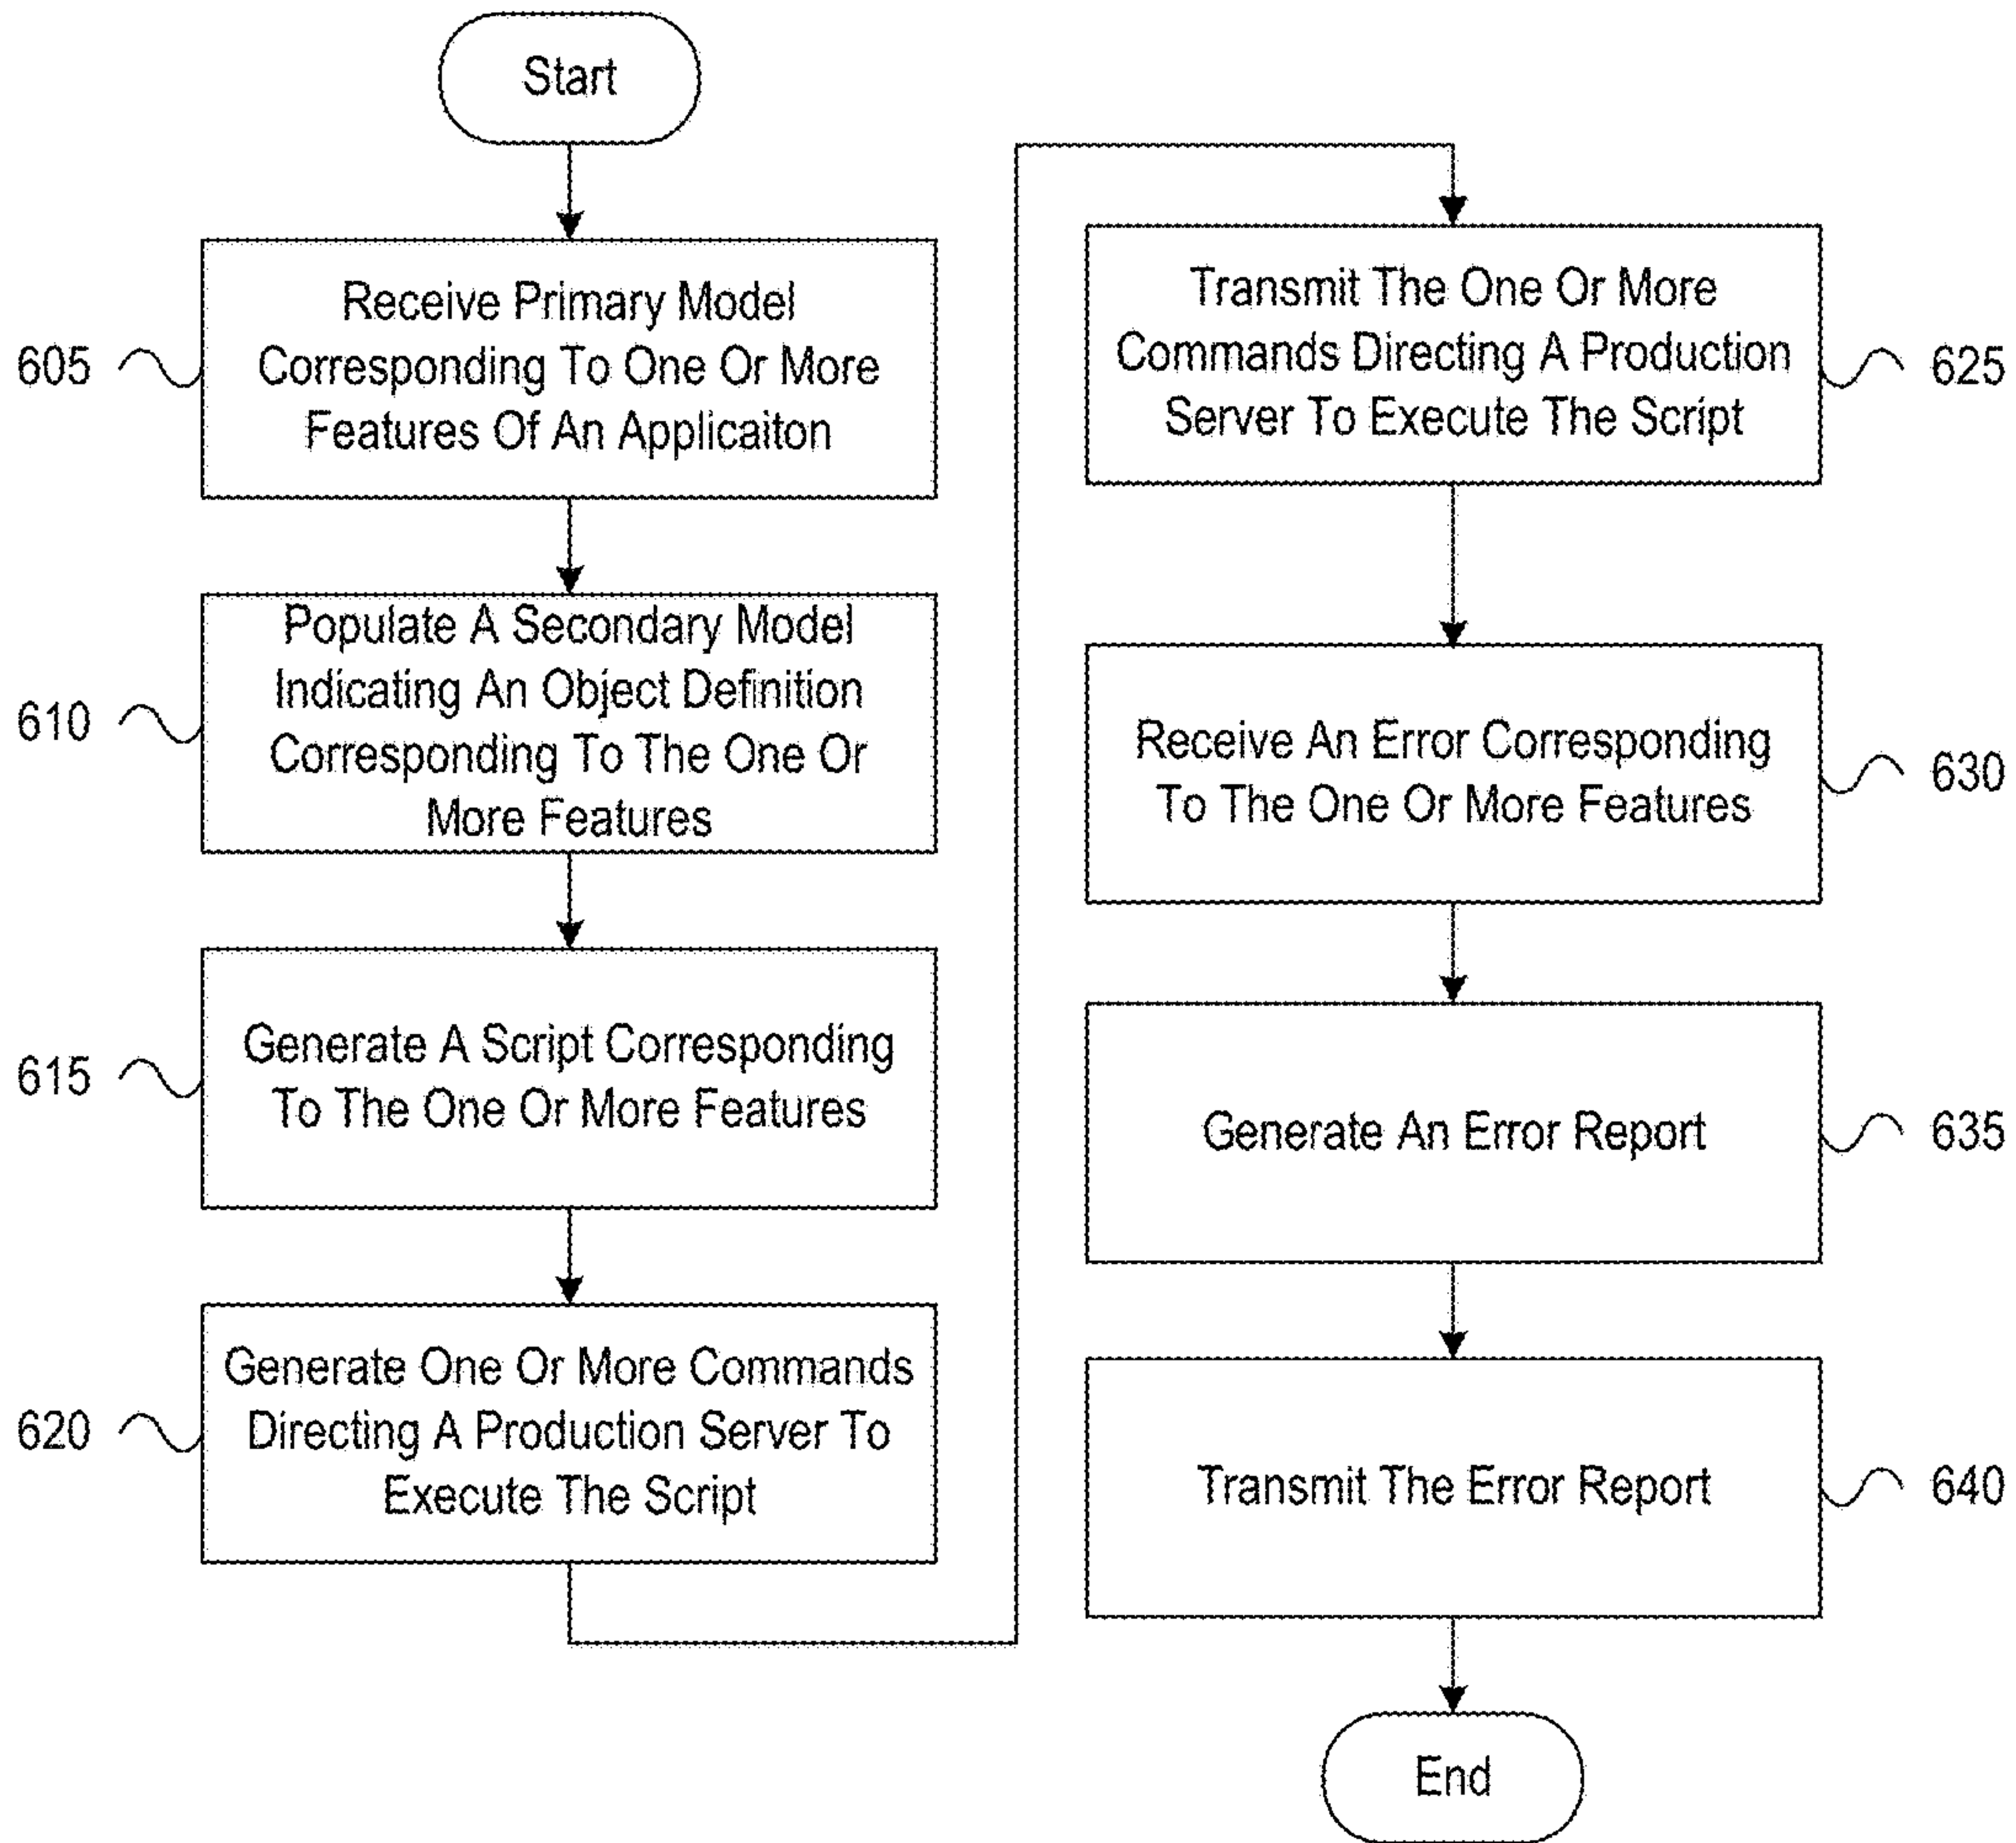 Start
605
Receive Primary Model
Corresponding To One Or More
Features Of An Applicaiton
610
Populate A Secondary Model
Indicating An Object Definition
Corresponding To The One Or
More Features
615
Generate A Script Corresponding
To The One Or More Features
620
Generate One Or More Commands
Directing A Production Server To
Execute The Script
Transmit The One Or More
Commands Directing A Production
Server To Execute The Script
625
Receive An Error Corresponding
To The One Or More Features
630
Generate An Error Report
635
Transmit The Error Report
640
End